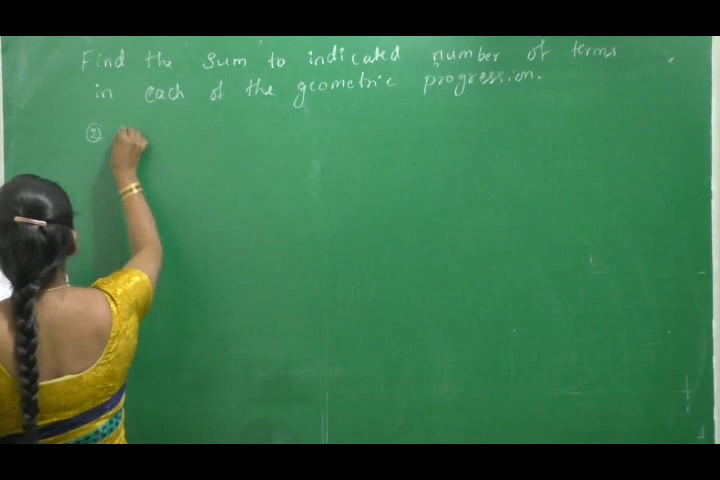 Find the sum to indicated number of terms
in each of the geometric progression.
②